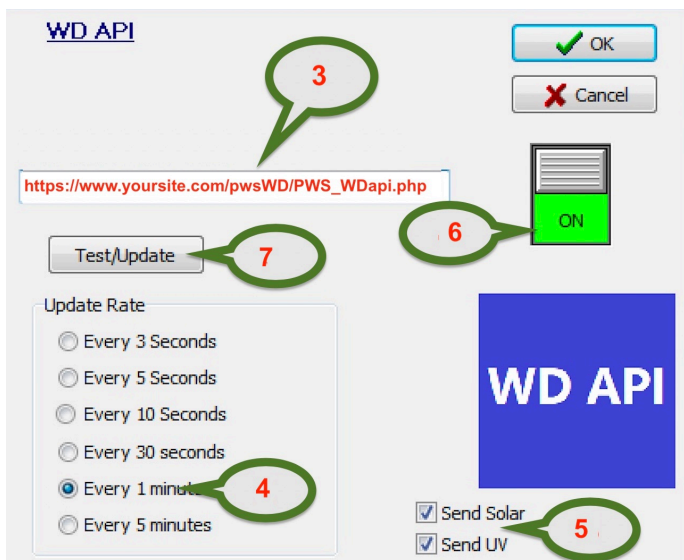 WD API
OK
3
Cancel
https://www.yoursite.com/pwsWD/PWS_WDapi.php
ON
6
Test/Update
7
Update Rate
Every 3 Seconds
Every 5 Seconds
Every 10 Seconds
Every 30 seconds
WD API
Every 1 minutes
4
Every 5 minutes
Send Solar
5
Send UV